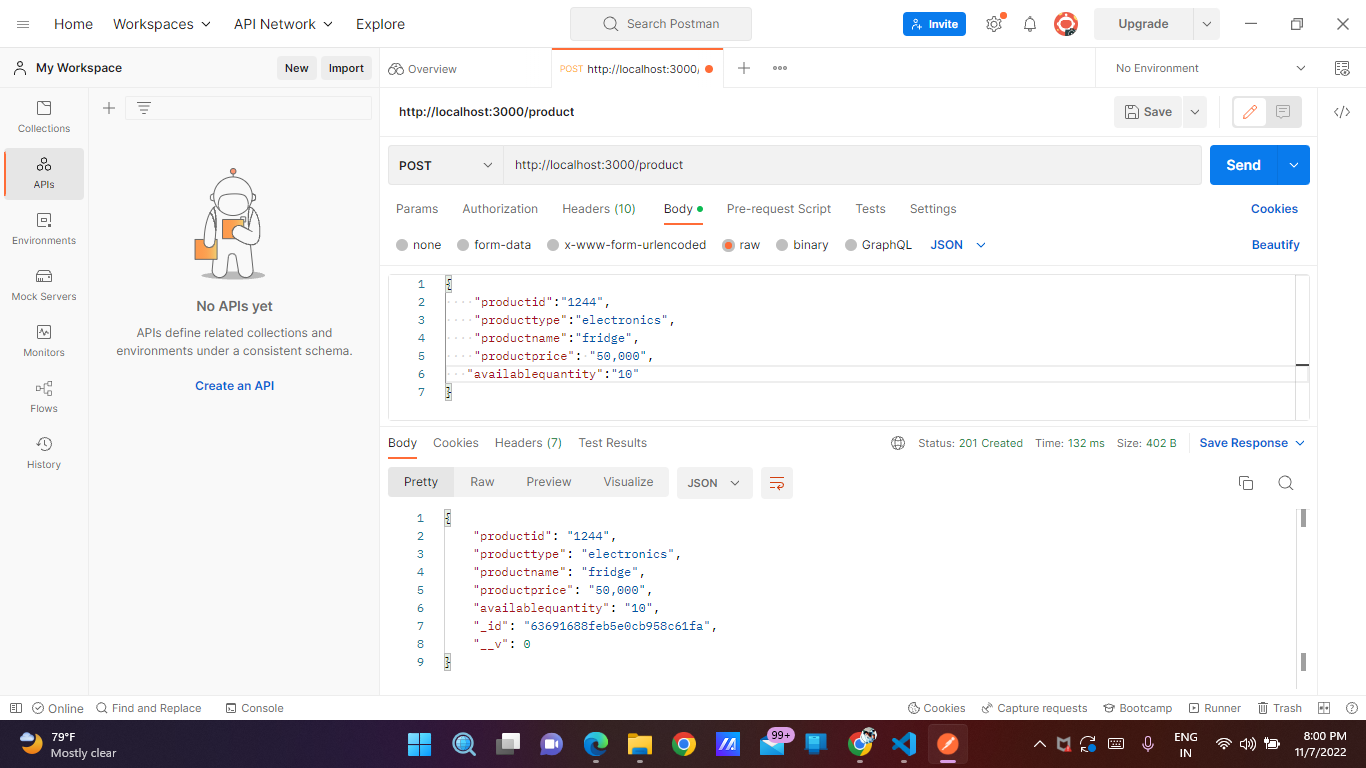 Home Workspaces API Network Explore Search Postman Invite Upgrade
My Workspace New Import Overview POST http://localhost:3000/ No Environment
Collections
APIs
Environments
Mock Servers
Monitors
Flows
History
No APIs yet
APIs define related collections and
environments under a consistent schema.
Create an API
http://localhost:3000/product Save
POST http://localhost:3000/product Send
Params Authorization Headers (10) Body Pre-request Script Tests Settings Cookies
none form-data x-www-form-urlencoded raw binary GraphQL JSON Beautify
1 {
2 "productid":"1244",
3 "producttype":"electronics",
4 "productname":"fridge",
5 "productprice": "50,000",
6 "availablequantity":"10"
7 }
Body Cookies Headers (7) Test Results Status: 201 Created Time: 132 ms Size: 402 B Save Response
Pretty Raw Preview Visualize JSON
1 {
2 "productid": "1244",
3 "producttype": "electronics",
4 "productname": "fridge",
5 "productprice": "50,000",
6 "availablequantity": "10",
7 "_id": "63691688feb5e0cb958c61fa",
8 "__v": 0
9 }
Online Find and Replace Console Cookies Capture requests Bootcamp Runner Trash
79°F
Mostly clear
99+
ENG
IN
8:00 PM
11/7/2022